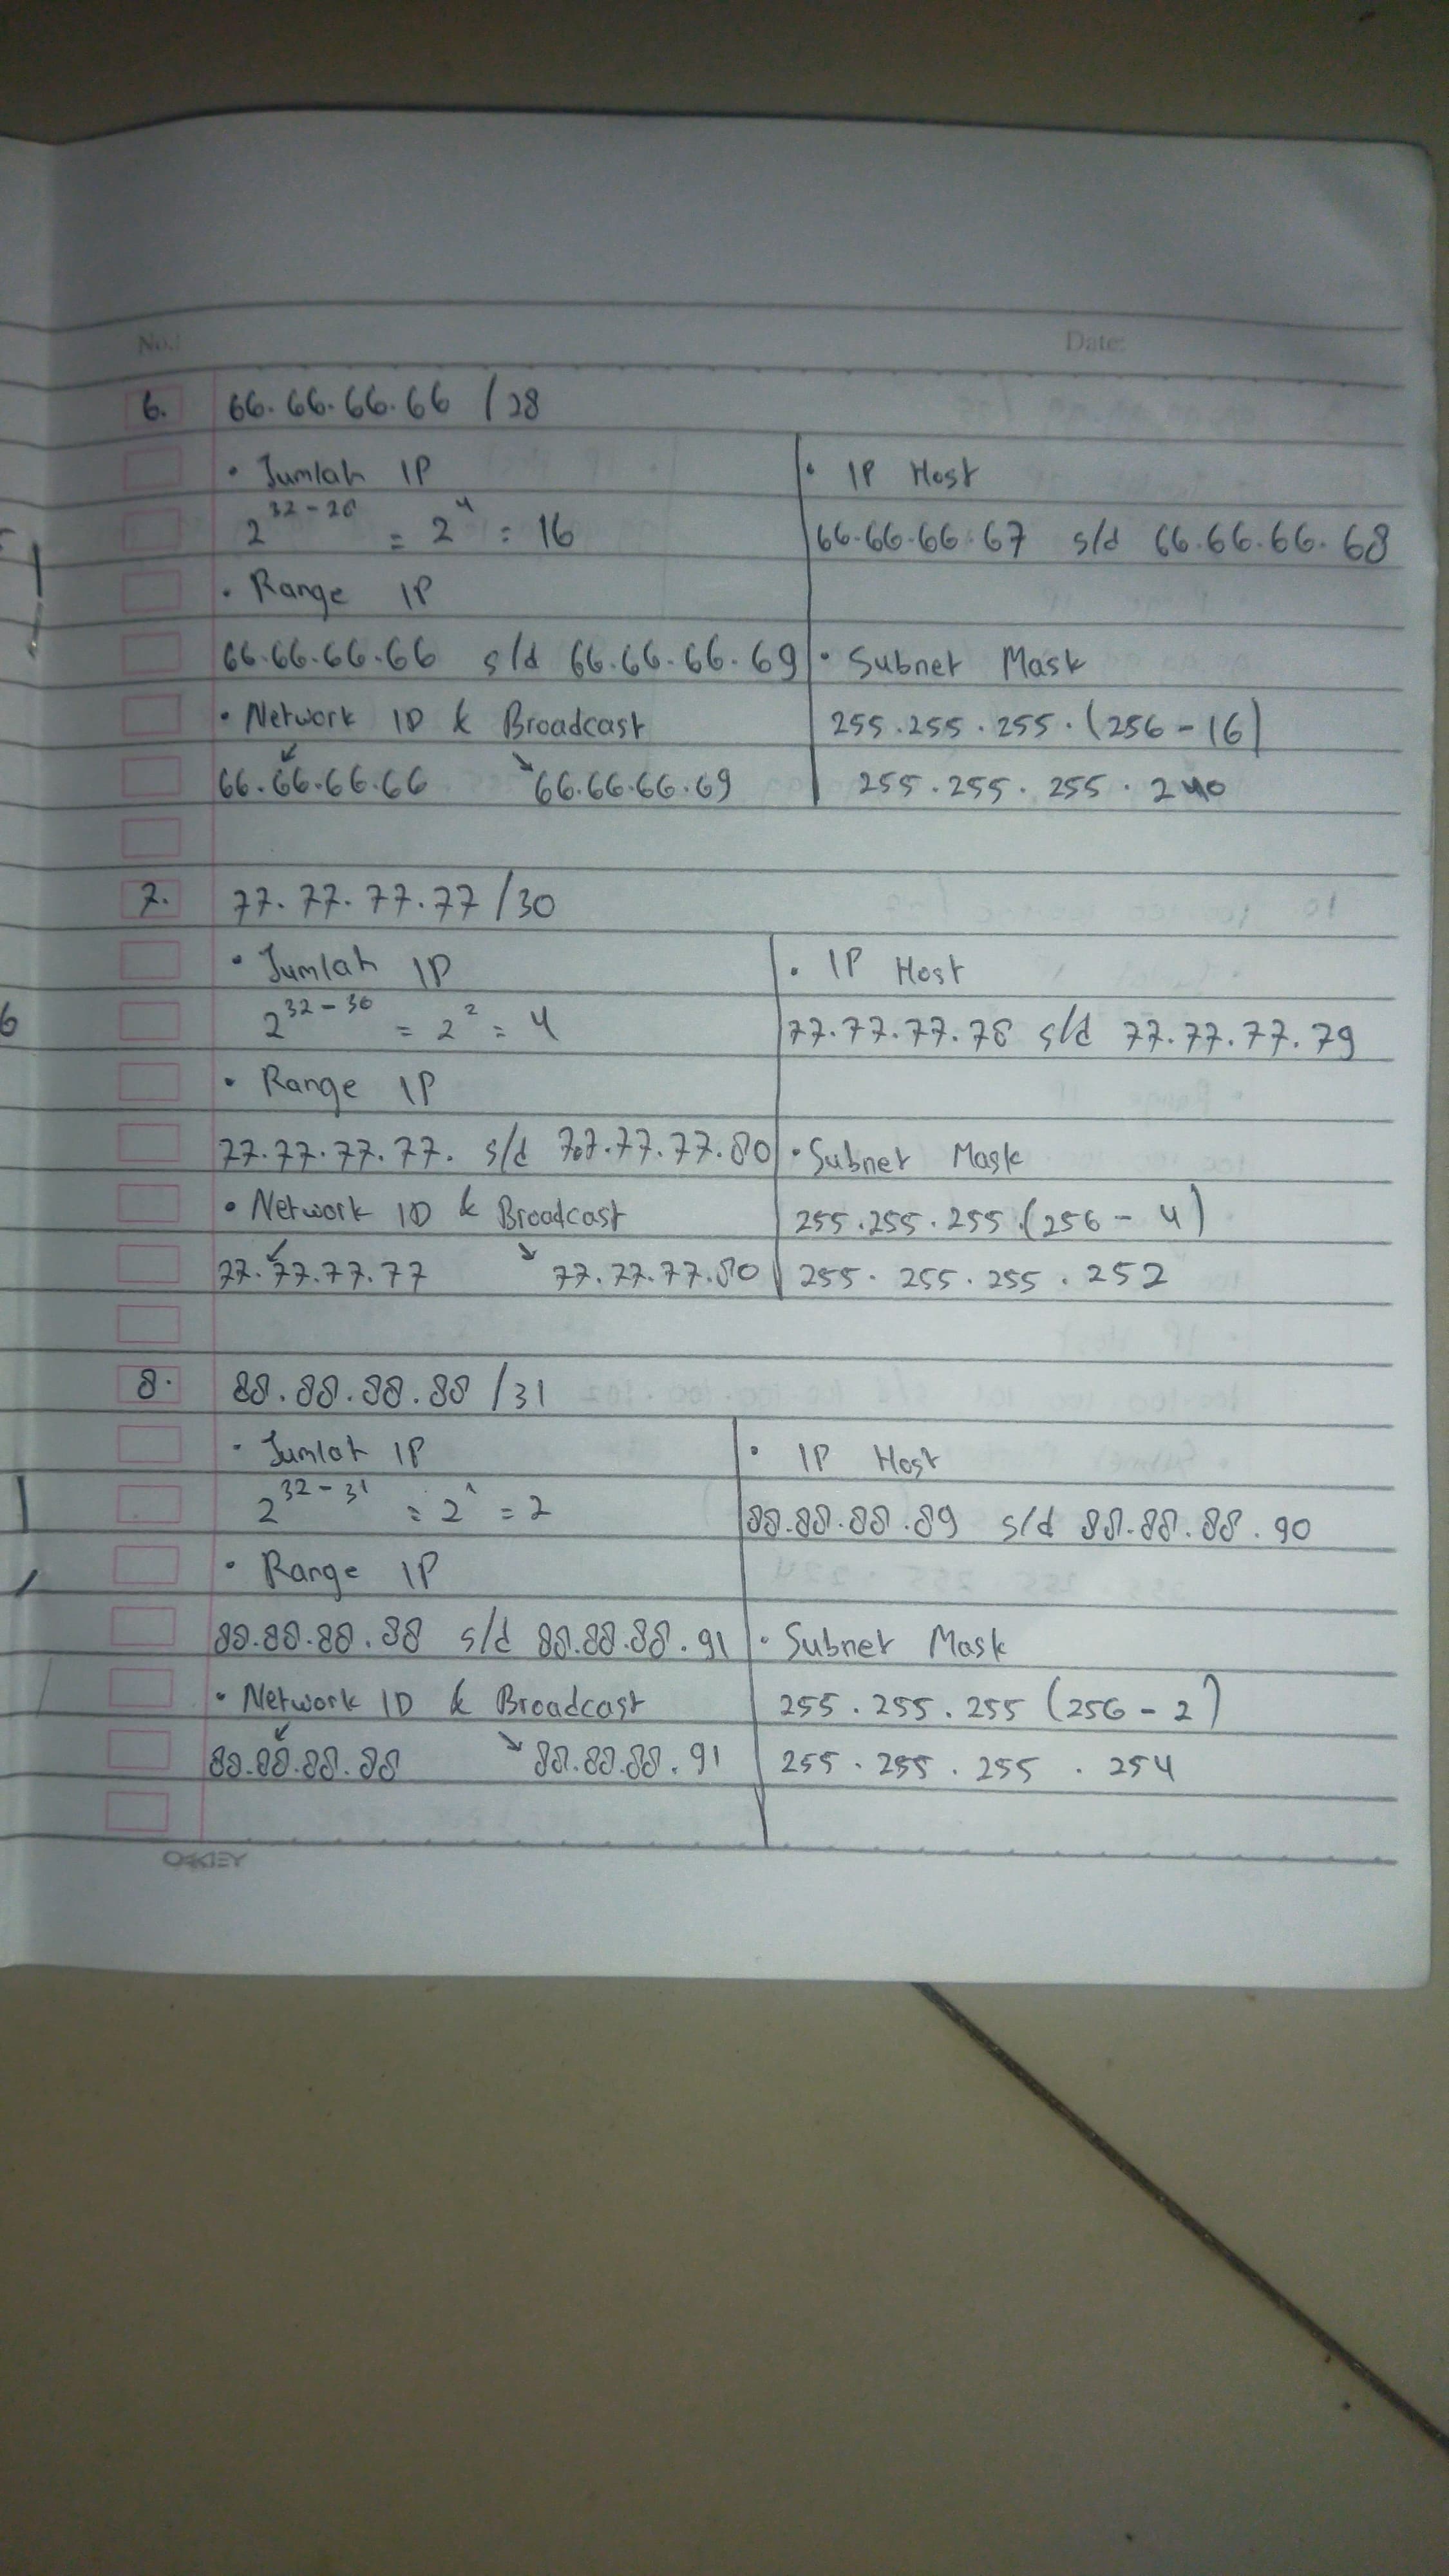 No.:
Date:
6. 66.66.66.66 /28
• Jumlah IP
2^32-28 = 2^4 = 16
• Range IP
66.66.66.66 s/d 66.66.66.69
• Network ID & Broadcast
66.66.66.66 66.66.66.69
• IP Host
66.66.66.67 s/d 66.66.66.68
• Subnet Mask
255.255.255.(256-16)
255.255.255.240
7. 77.77.77.77 /30
• Jumlah IP
2^32-30 = 2^2 = 4
• Range IP
77.77.77.77. s/d 77.77.77.80
• Network ID & Broadcast
77.77.77.77 77.77.77.80
• IP Host
77.77.77.78 s/d 77.77.77.79
• Subnet Mask
255.255.255.(256-4)
255.255.255.252
8. 88.88.88.88 /31
• Jumlah IP
2^32-31 = 2^1 = 2
• Range IP
88.88.88.88 s/d 88.88.88.91
• Network ID & Broadcast
88.88.88.88 88.88.88.91
• IP Host
88.88.88.89 s/d 88.88.88.90
• Subnet Mask
255.255.255 (256-2)
255.255.255.254